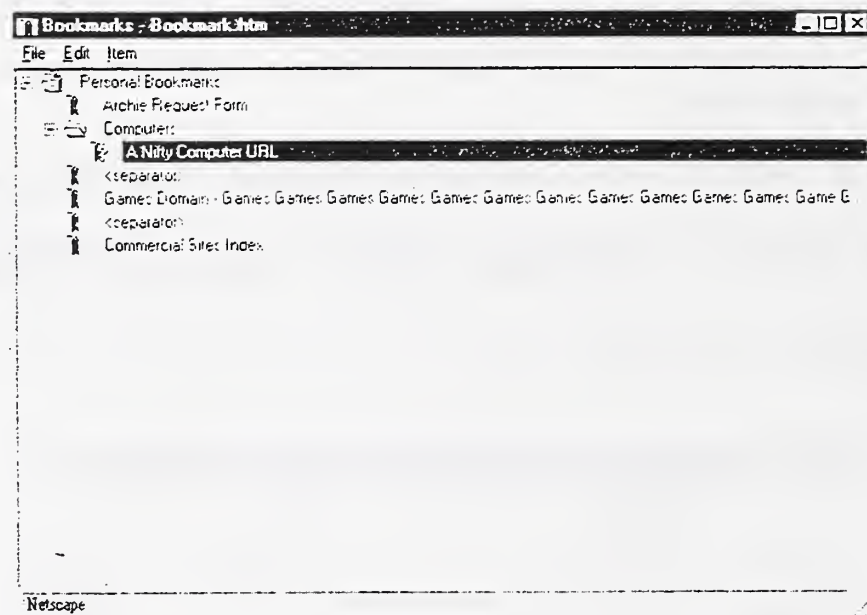 Bookmarks - Bookmark.htm
File Edit Item
Personal Bookmarks
Archie Request Form
Computers
A Nifty Computer URL
<separator>
Games Domain - Games Games Games Games Games Games Games Games Games Games Games Game E...
<separator>
Commercial Sites Index
Netscape